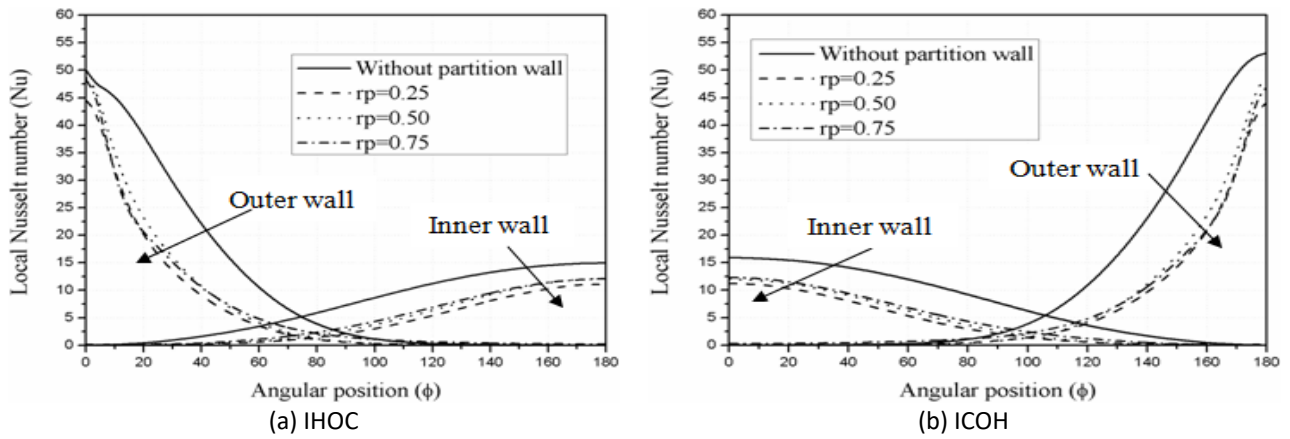 60
55
50
45
40
35
30
25
20
15
10
5
0
Local Nusselt number (Nu)
Without partition wall
rp=0.25
rp=0.50
rp=0.75
Outer wall
Inner wall
0 20 40 60 80 100 120 140 160 180
Angular position (ϕ)
(a) IHOC
60
55
50
45
40
35
30
25
20
15
10
5
0
Local Nusselt number (Nu)
Without partition wall
rp=0.25
rp=0.50
rp=0.75
Outer wall
Inner wall
0 20 40 60 80 100 120 140 160 180
Angular position (ϕ)
(b) ICOH